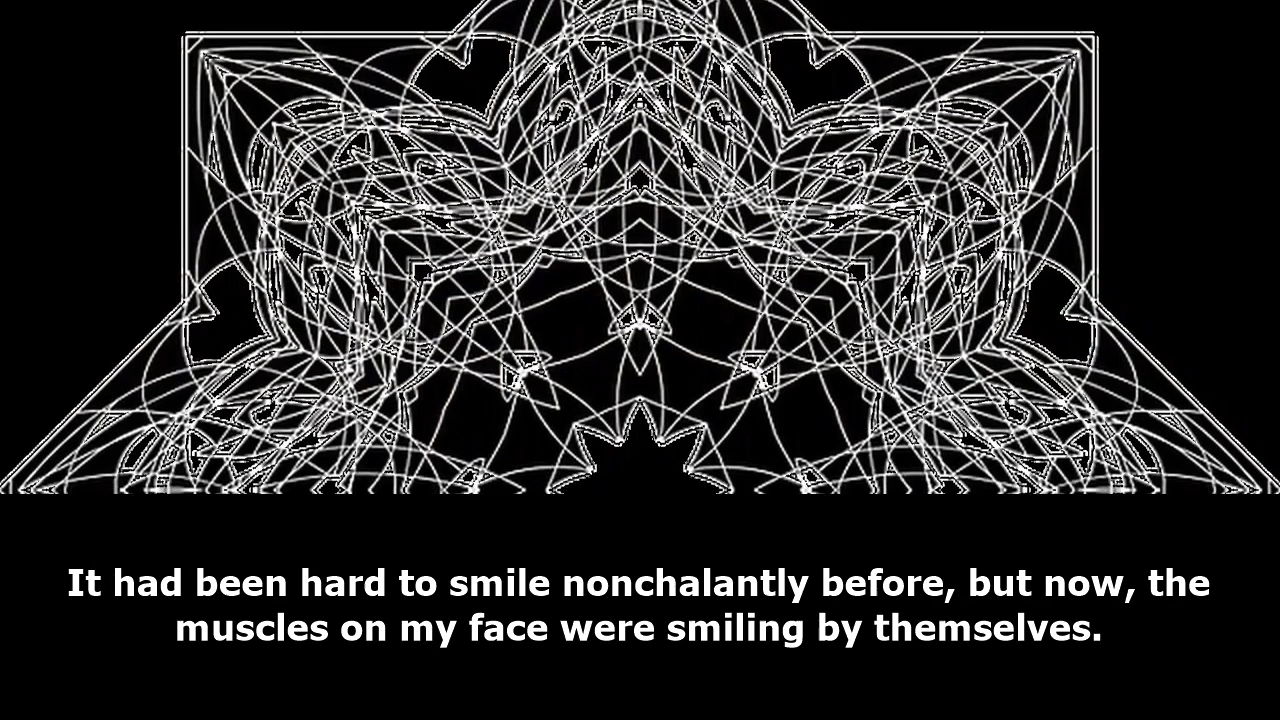 It had been hard to smile nonchalantly before, but now, the
muscles on my face were smiling by themselves.